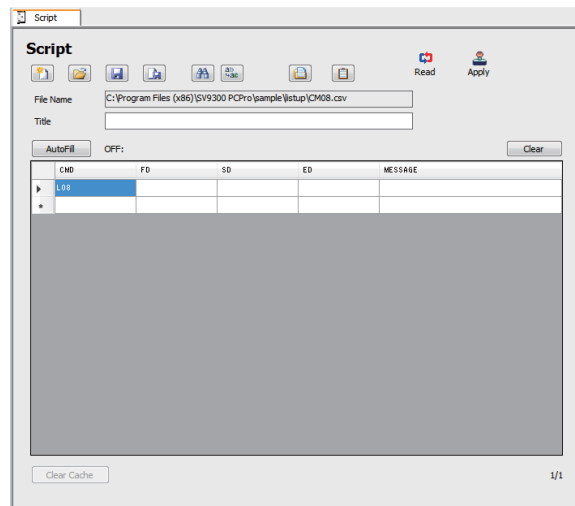 Script
Script
Read Apply
File Name C:\Program Files (x86)\SV9300 PCPro\sample\listup\CM08.csv
Title
AutoFill OFF: Clear
CMD FD SD ED MESSAGE
L08
*
Clear Cache 1/1